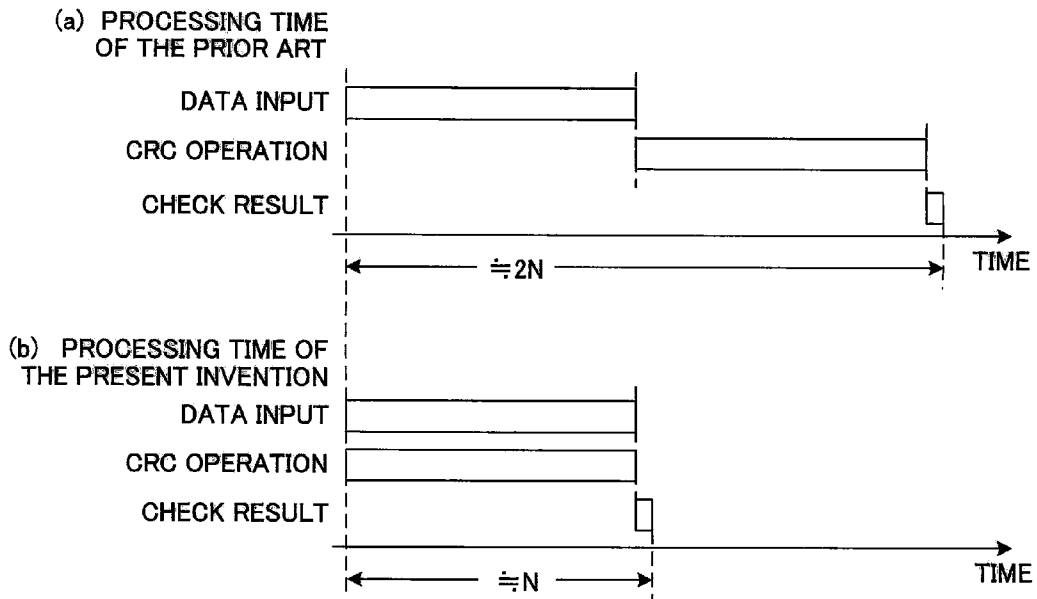 (a) PROCESSING TIME
OF THE PRIOR ART
DATA INPUT
CRC OPERATION
CHECK RESULT
TIME
≒2N
(b) PROCESSING TIME OF
THE PRESENT INVENTION
DATA INPUT
CRC OPERATION
CHECK RESULT
TIME
≒N